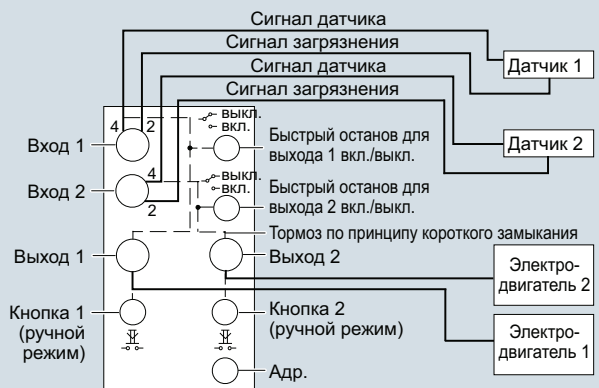 Сигнал датчика
Сигнал загрязнения
Сигнал датчика
Сигнал загрязнения
Датчик 1
Датчик 2
4
2
выкл.
вкл.
Вход 1
Быстрый останов для
выхода 1 вкл./выкл.
4
2
выкл.
вкл.
Вход 2
Быстрый останов для
выхода 2 вкл./выкл.
Тормоз по принципу короткого замыкания
Выход 1
Выход 2
Электро-
двигатель 2
Кнопка 1
(ручной
режим)
Кнопка 2
(ручной режим)
Электро-
двигатель 1
Адр.